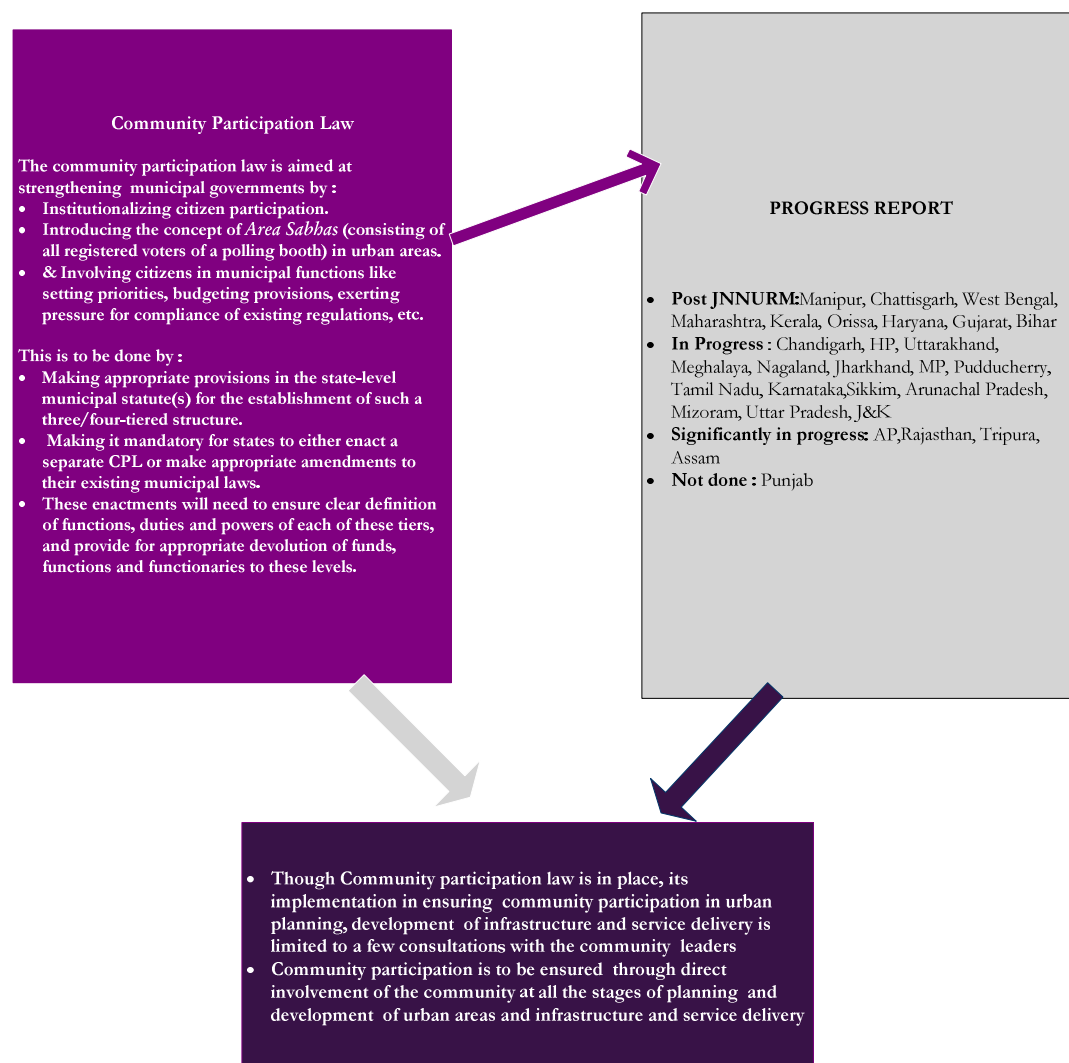 Community Participation Law
The community participation law is aimed at
strengthening municipal governments by :
• Institutionalizing citizen participation.
• Introducing the concept of Area Sabhas (consisting of
all registered voters of a polling booth) in urban areas.
• & Involving citizens in municipal functions like
setting priorities, budgeting provisions, exerting
pressure for compliance of existing regulations, etc.
This is to be done by :
• Making appropriate provisions in the state-level
municipal statute(s) for the establishment of such a
three/four-tiered structure.
• Making it mandatory for states to either enact a
separate CPL or make appropriate amendments to
their existing municipal laws.
• These enactments will need to ensure clear definition
of functions, duties and powers of each of these tiers,
and provide for appropriate devolution of funds,
functions and functionaries to these levels.
PROGRESS REPORT
• Post JNNURM:Manipur, Chattisgarh, West Bengal,
Maharashtra, Kerala, Orissa, Haryana, Gujarat, Bihar
• In Progress : Chandigarh, HP, Uttarakhand,
Meghalaya, Nagaland, Jharkhand, MP, Pudducherry,
Tamil Nadu, Karnataka,Sikkim, Arunachal Pradesh,
Mizoram, Uttar Pradesh, J&K
• Significantly in progress: AP,Rajasthan, Tripura,
Assam
• Not done : Punjab
• Though Community participation law is in place, its
implementation in ensuring community participation in urban
planning, development of infrastructure and service delivery is
limited to a few consultations with the community leaders
• Community participation is to be ensured through direct
involvement of the community at all the stages of planning and
development of urban areas and infrastructure and service delivery